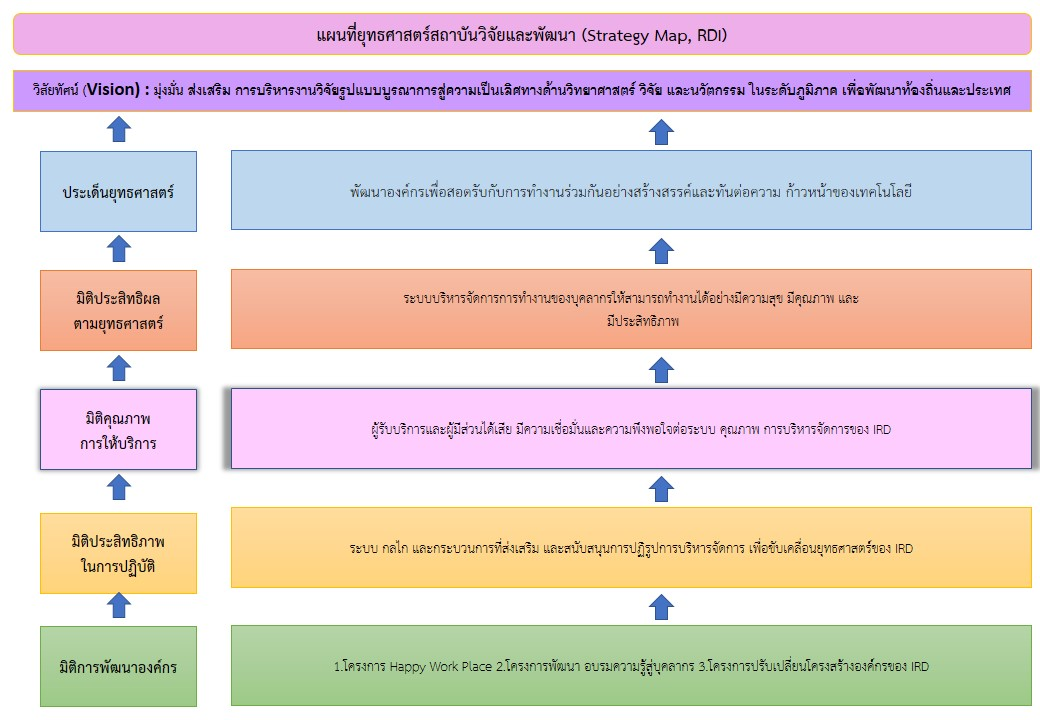 แผนที่ยุทธศาสตร์สถาบันวิจัยและพัฒนา (Strategy Map, RDI)
วิสัยทัศน์ (Vision) : มุ่งมั่น ส่งเสริม การบริหารงานวิจัยรูปแบบบูรณาการสู่ความเป็นเลิศทางด้านวิทยาศาสตร์ วิจัย และนวัตกรรม ในระดับภูมิภาค เพื่อพัฒนาท้องถิ่นและประเทศ
ประเด็นยุทธศาสตร์
พัฒนาองค์กรเพื่อสอดรับกับการทำงานร่วมกันอย่างสร้างสรรค์และทันต่อความ ก้าวหน้าของเทคโนโลยี
มิติประสิทธิผล
ตามยุทธศาสตร์
ระบบบริหารจัดการการทำงานของบุคลากรให้สามารถทำงานได้อย่างมีความสุข มีคุณภาพ และ
มีประสิทธิภาพ
มิติคุณภาพ
การให้บริการ
ผู้รับบริการและผู้มีส่วนได้เสีย มีความเชื่อมั่นและความพึงพอใจต่อระบบ คุณภาพ การบริหารจัดการของ IRD
มิติประสิทธิภาพ
ในการปฏิบัติ
ระบบ กลไก และกระบวนการที่ส่งเสริม และสนับสนุนการปฏิรูปการบริหารจัดการ เพื่อขับเคลื่อนยุทธศาสตร์ของ IRD
มิติการพัฒนาองค์กร
1.โครงการ Happy Work Place 2.โครงการพัฒนา อบรมความรู้สู่บุคลากร 3.โครงการปรับเปลี่ยนโครงสร้างองค์กรของ IRD